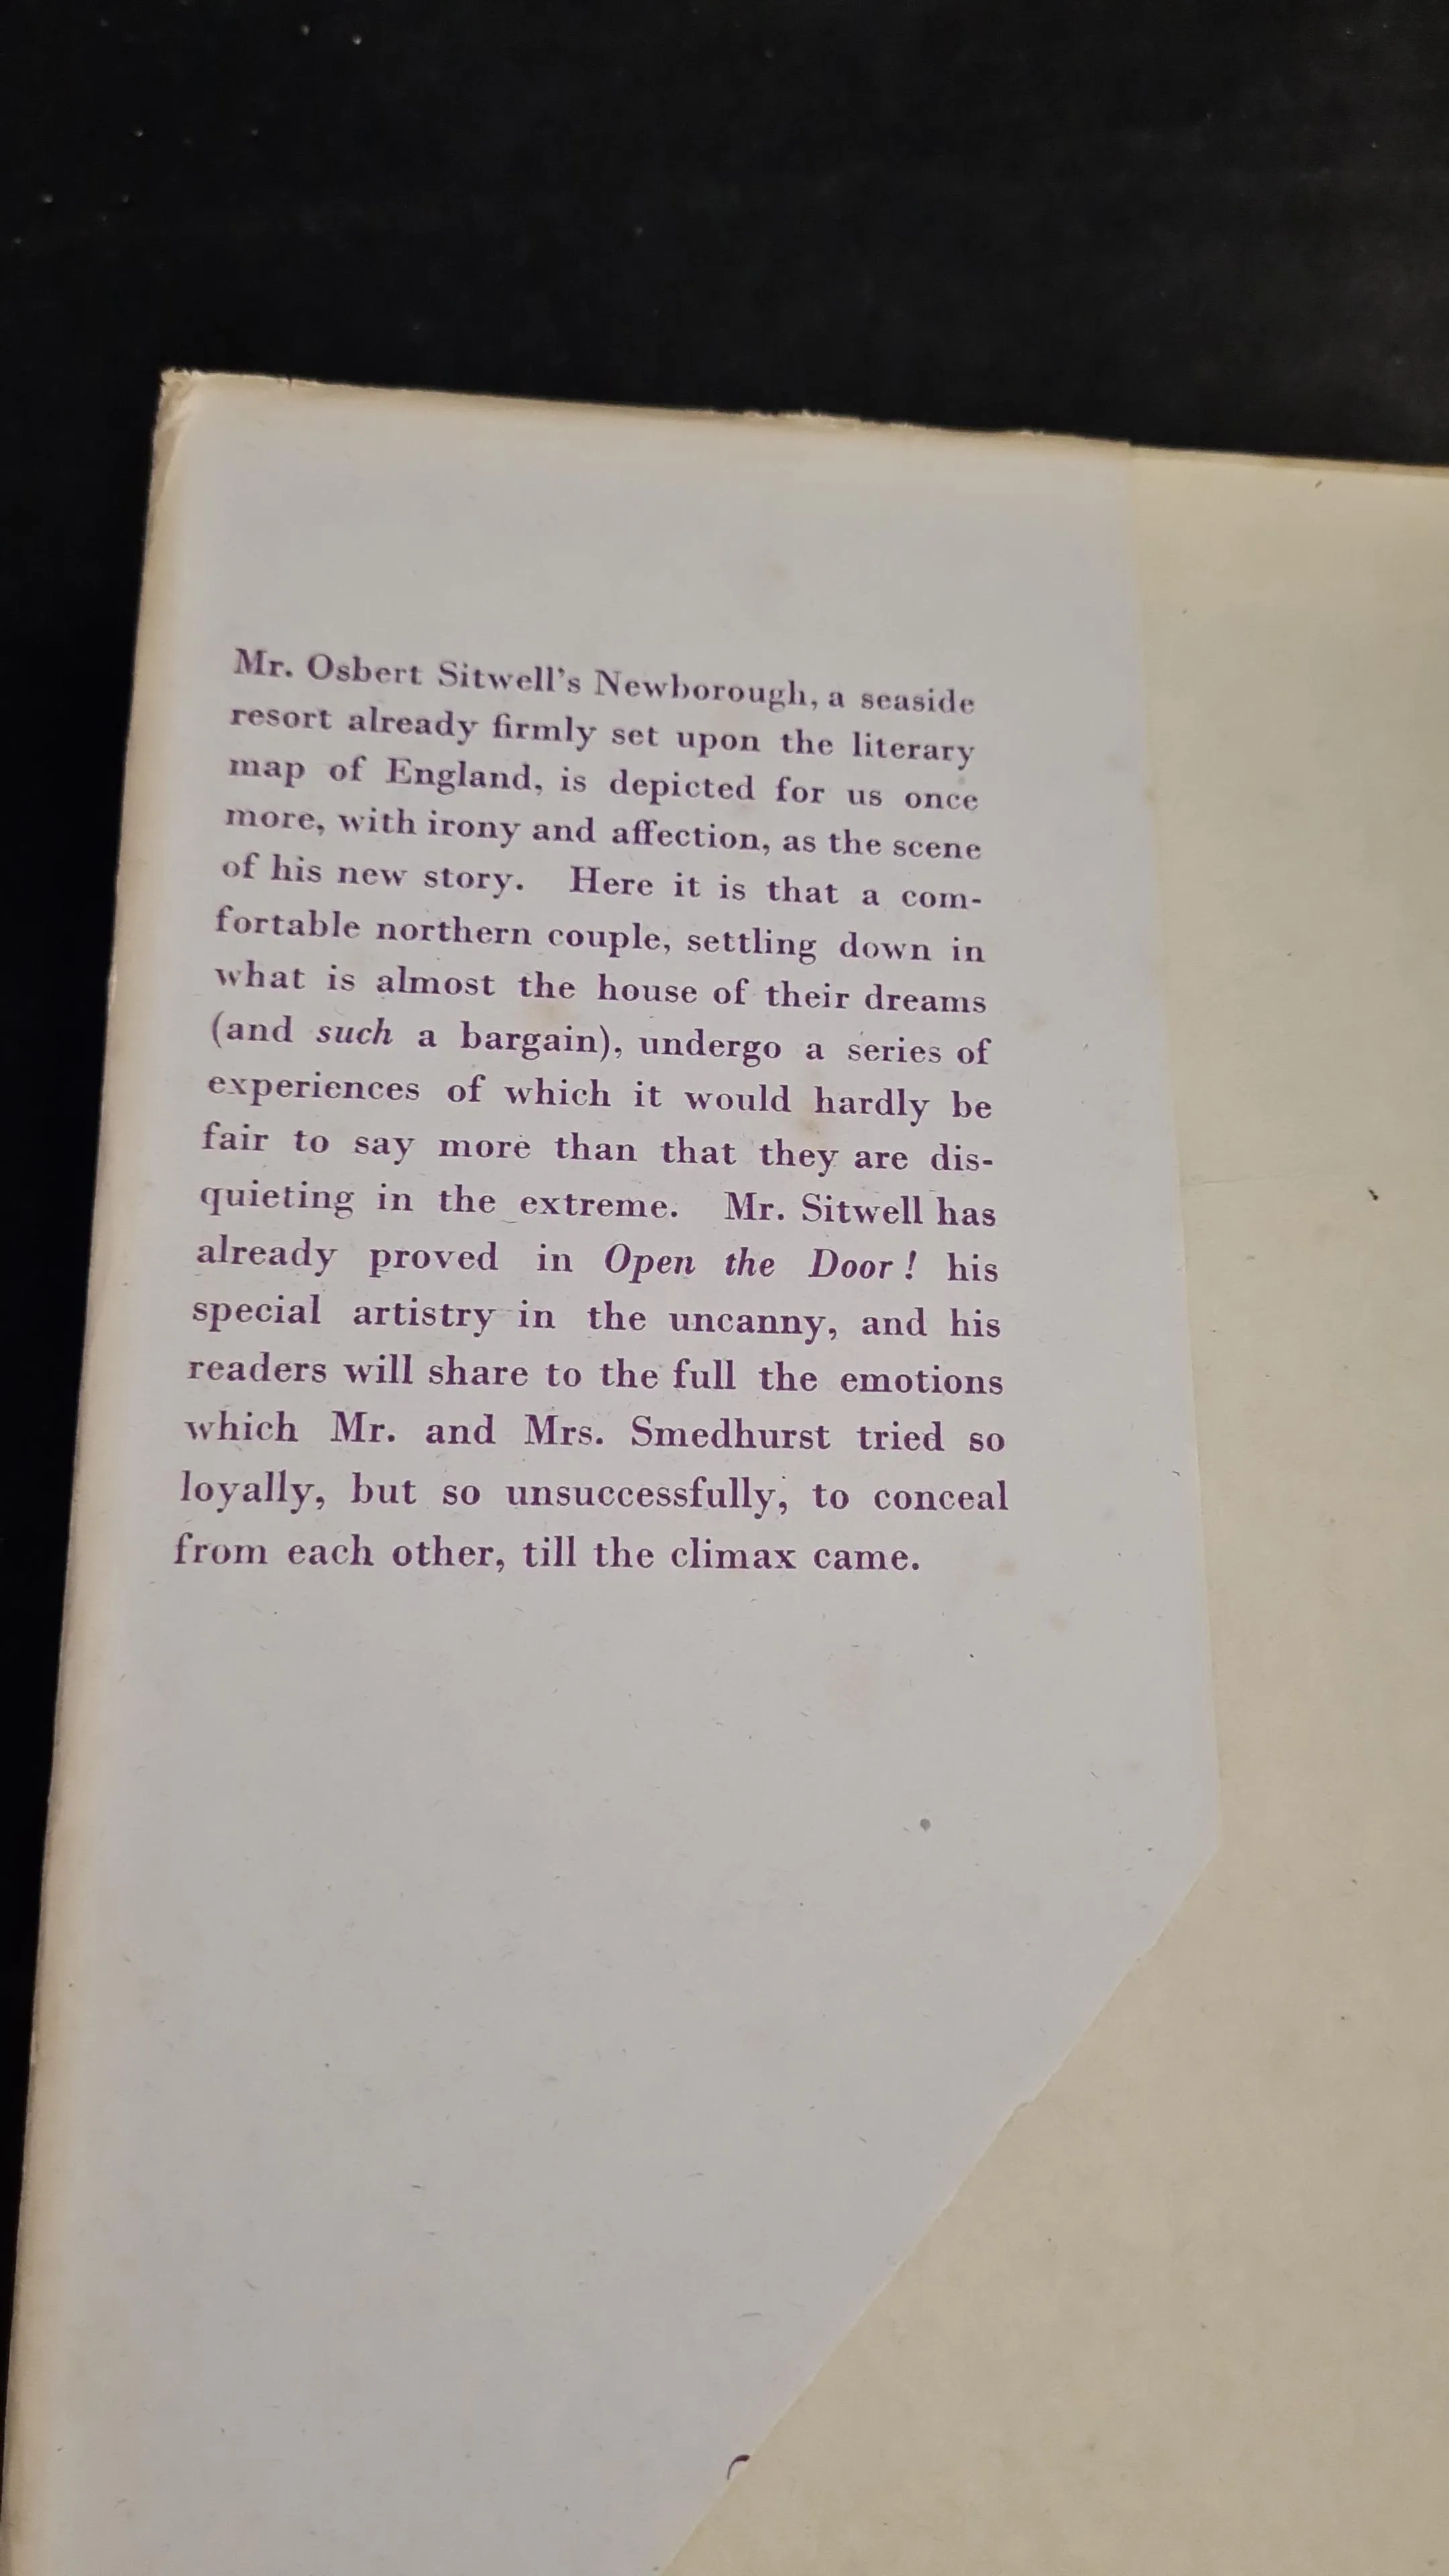 Mr. Osbert Sitwell's Newborough, a seaside
resort already firmly set upon the literary
map of England, is depicted for us once
more, with irony and affection, as the scene
of his new story. Here it is that a com-
fortable northern couple, settling down in
what is almost the house of their dreams
(and such a bargain), undergo a series of
experiences of which it would hardly be
fair to say more than that they are dis-
quieting in the extreme. Mr. Sitwell has
already proved in Open the Door! his
special artistry in the uncanny, and his
readers will share to the full the emotions
which Mr. and Mrs. Smedhurst tried so
loyally, but so unsuccessfully, to conceal
from each other, till the climax came.